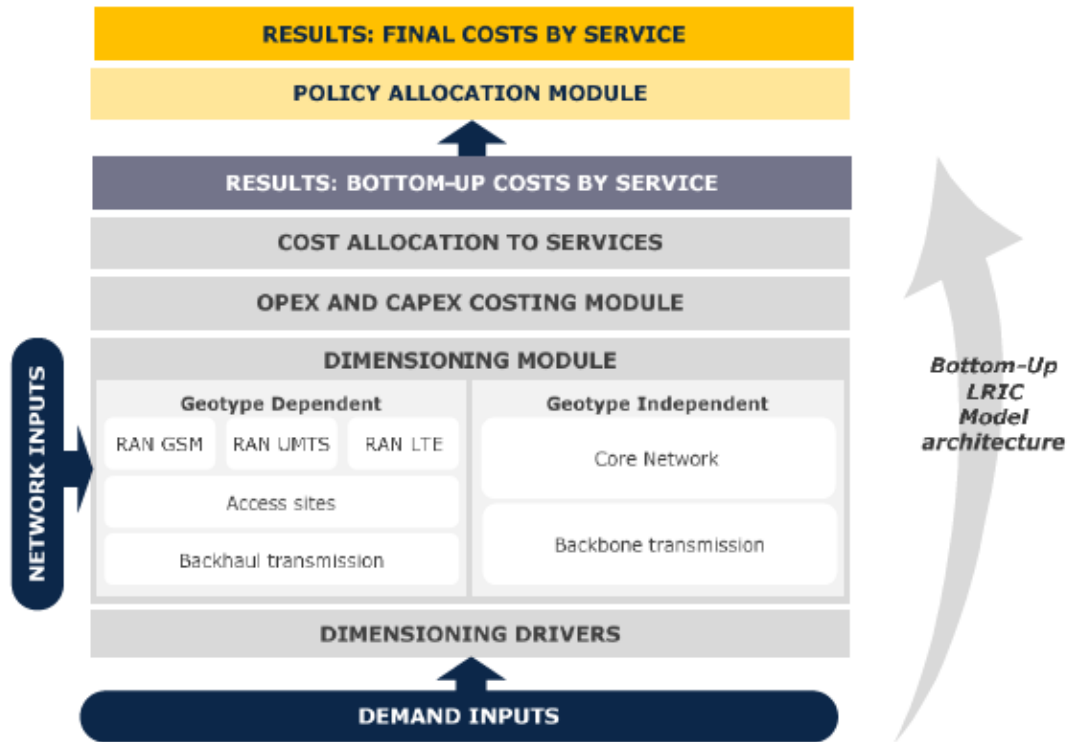 RESULTS: FINAL COSTS BY SERVICE
POLICY ALLOCATION MODULE
RESULTS: BOTTOM-UP COSTS BY SERVICE
COST ALLOCATION TO SERVICES
OPEX AND CAPEX COSTING MODULE
DIMENSIONING MODULE
Geotype Dependent
RAN GSM
RAN UMTS
RAN LTE
Access sites
Backhaul transmission
Geotype Independent
Core Network
Backbone transmission
DIMENSIONING DRIVERS
DEMAND INPUTS
NETWORK INPUTS
Bottom-Up
LRIC
Model
architecture